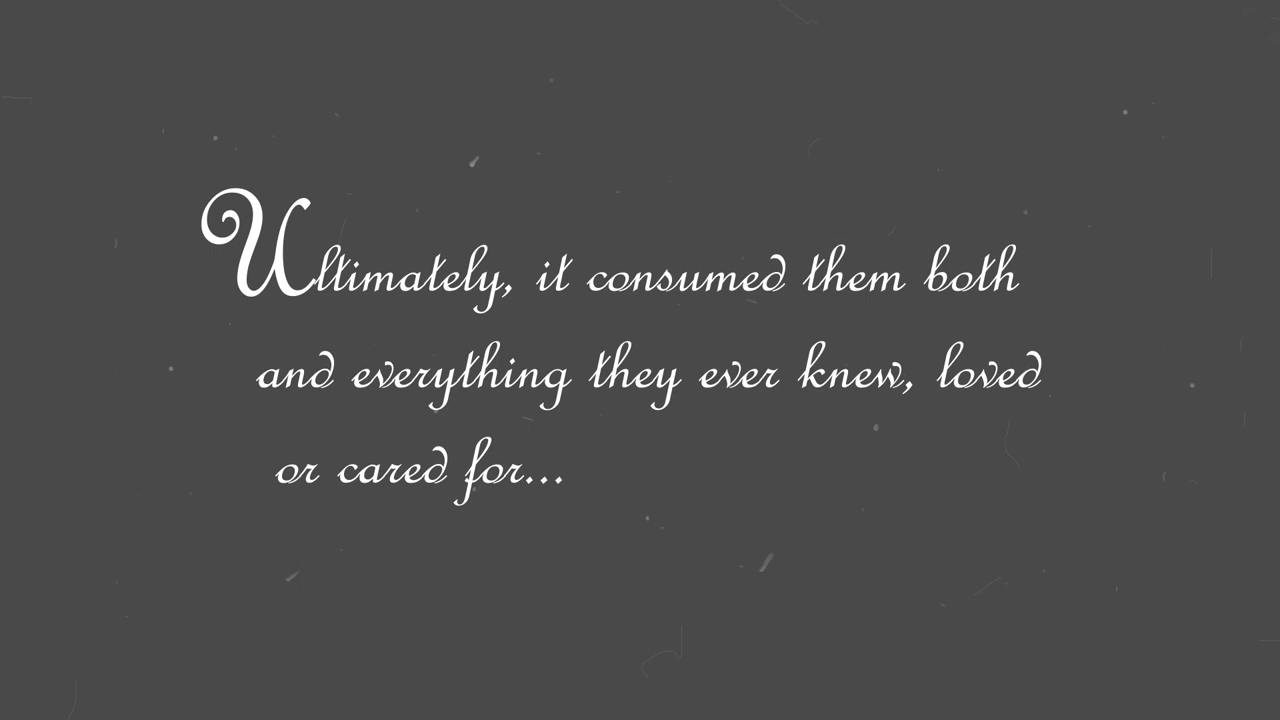 Ultimately, it consumed them both
and everything they ever knew, loved
or cared for...